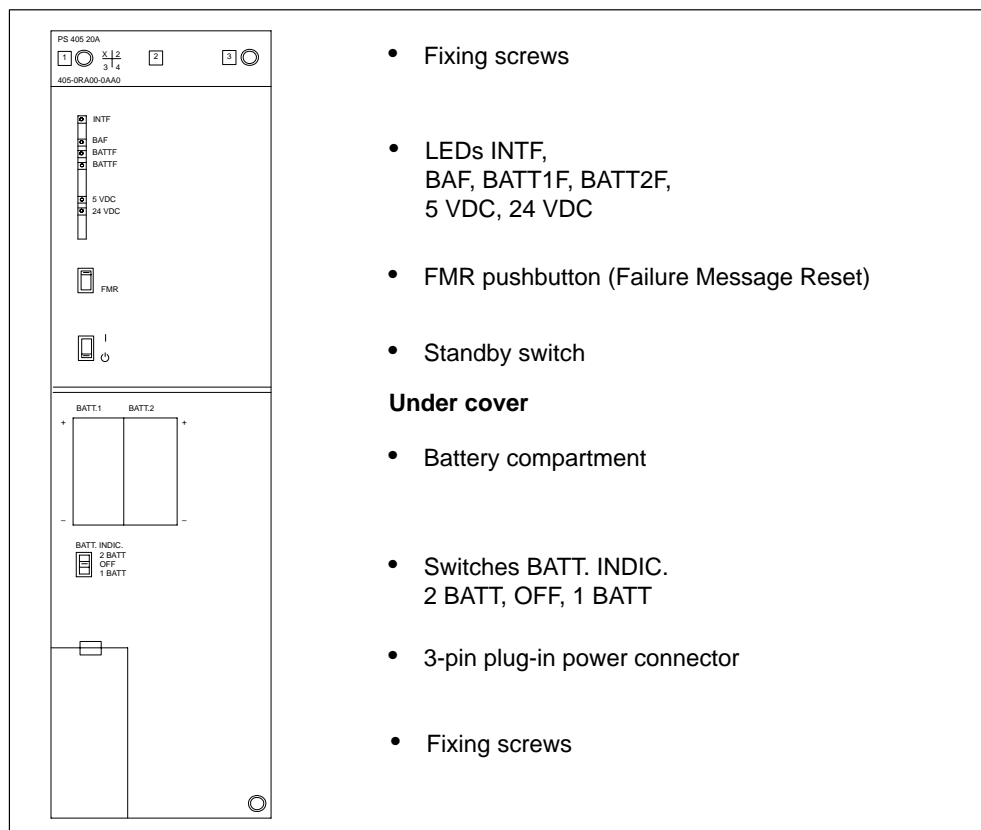 PS 405 20A
1 X 2 2 3
3 4
405-0RA00-0AA0
INTF
BAF
BATTF
BATTF
5 VDC
24 VDC
FMR
I
BATT.1 BATT.2
+ +
– –
BATT. INDIC.
2 BATT
OFF
1 BATT
• Fixing screws
• LEDs INTF,
BAF, BATT1F, BATT2F,
5 VDC, 24 VDC
• FMR pushbutton (Failure Message Reset)
• Standby switch
Under cover
• Battery compartment
• Switches BATT. INDIC.
2 BATT, OFF, 1 BATT
• 3-pin plug-in power connector
• Fixing screws